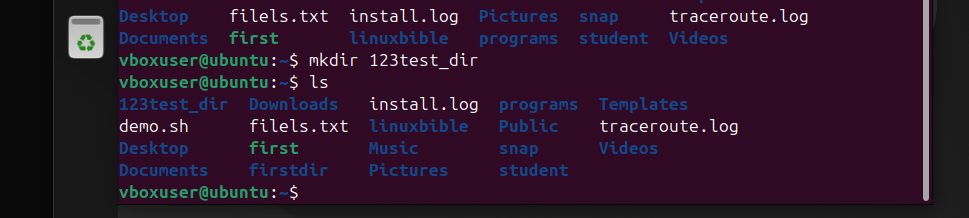 Desktop filels.txt install.log Pictures snap traceroute.log
Documents first linuxbible programs student Videos
vboxuser@ubuntu:~$ mkdir 123test_dir
vboxuser@ubuntu:~$ ls
123test_dir Downloads install.log programs Templates
demo.sh filels.txt linuxbible Public traceroute.log
Desktop first Music snap Videos
Documents firstdir Pictures student
vboxuser@ubuntu:~$